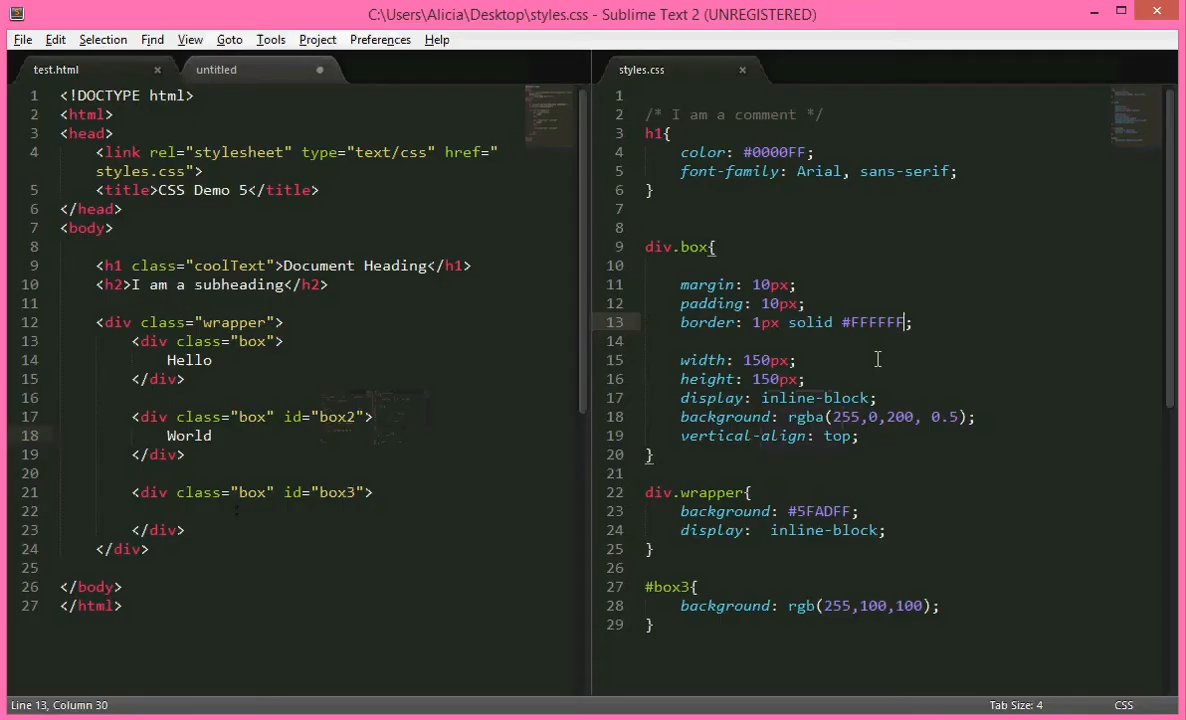 C:\Users\Alicia\Desktop\styles.css - Sublime Text 2 (UNREGISTERED)
File Edit Selection Find View Goto Tools Project Preferences Help
test.html × untitled
1 <!DOCTYPE html>
2 <html>
3 <head>
4 <link rel="stylesheet" type="text/css" href="
styles.css">
5 <title>CSS Demo 5</title>
6 </head>
7 <body>
8
9 <h1 class="coolText">Document Heading</h1>
10 <h2>I am a subheading</h2>
11
12 <div class="wrapper">
13 <div class="box">
14 Hello
15 </div>
16
17 <div class="box" id="box2">
18 World
19 </div>
20
21 <div class="box" id="box3">
22
23 </div>
24 </div>
25
26 </body>
27 </html>
styles.css ×
1
2 /* I am a comment */
3 h1{
4 color: #0000FF;
5 font-family: Arial, sans-serif;
6 }
7
8
9 div.box{
10
11 margin: 10px;
12 padding: 10px;
13 border: 1px solid #FFFFFF;
14
15 width: 150px;
16 height: 150px;
17 display: inline-block;
18 background: rgba(255,0,200, 0.5);
19 vertical-align: top;
20 }
21
22 div.wrapper{
23 background: #5FADFF;
24 display:  inline-block;
25 }
26
27 #box3{
28 background: rgb(255,100,100);
29 }
Line 13, Column 30 Tab Size: 4 CSS